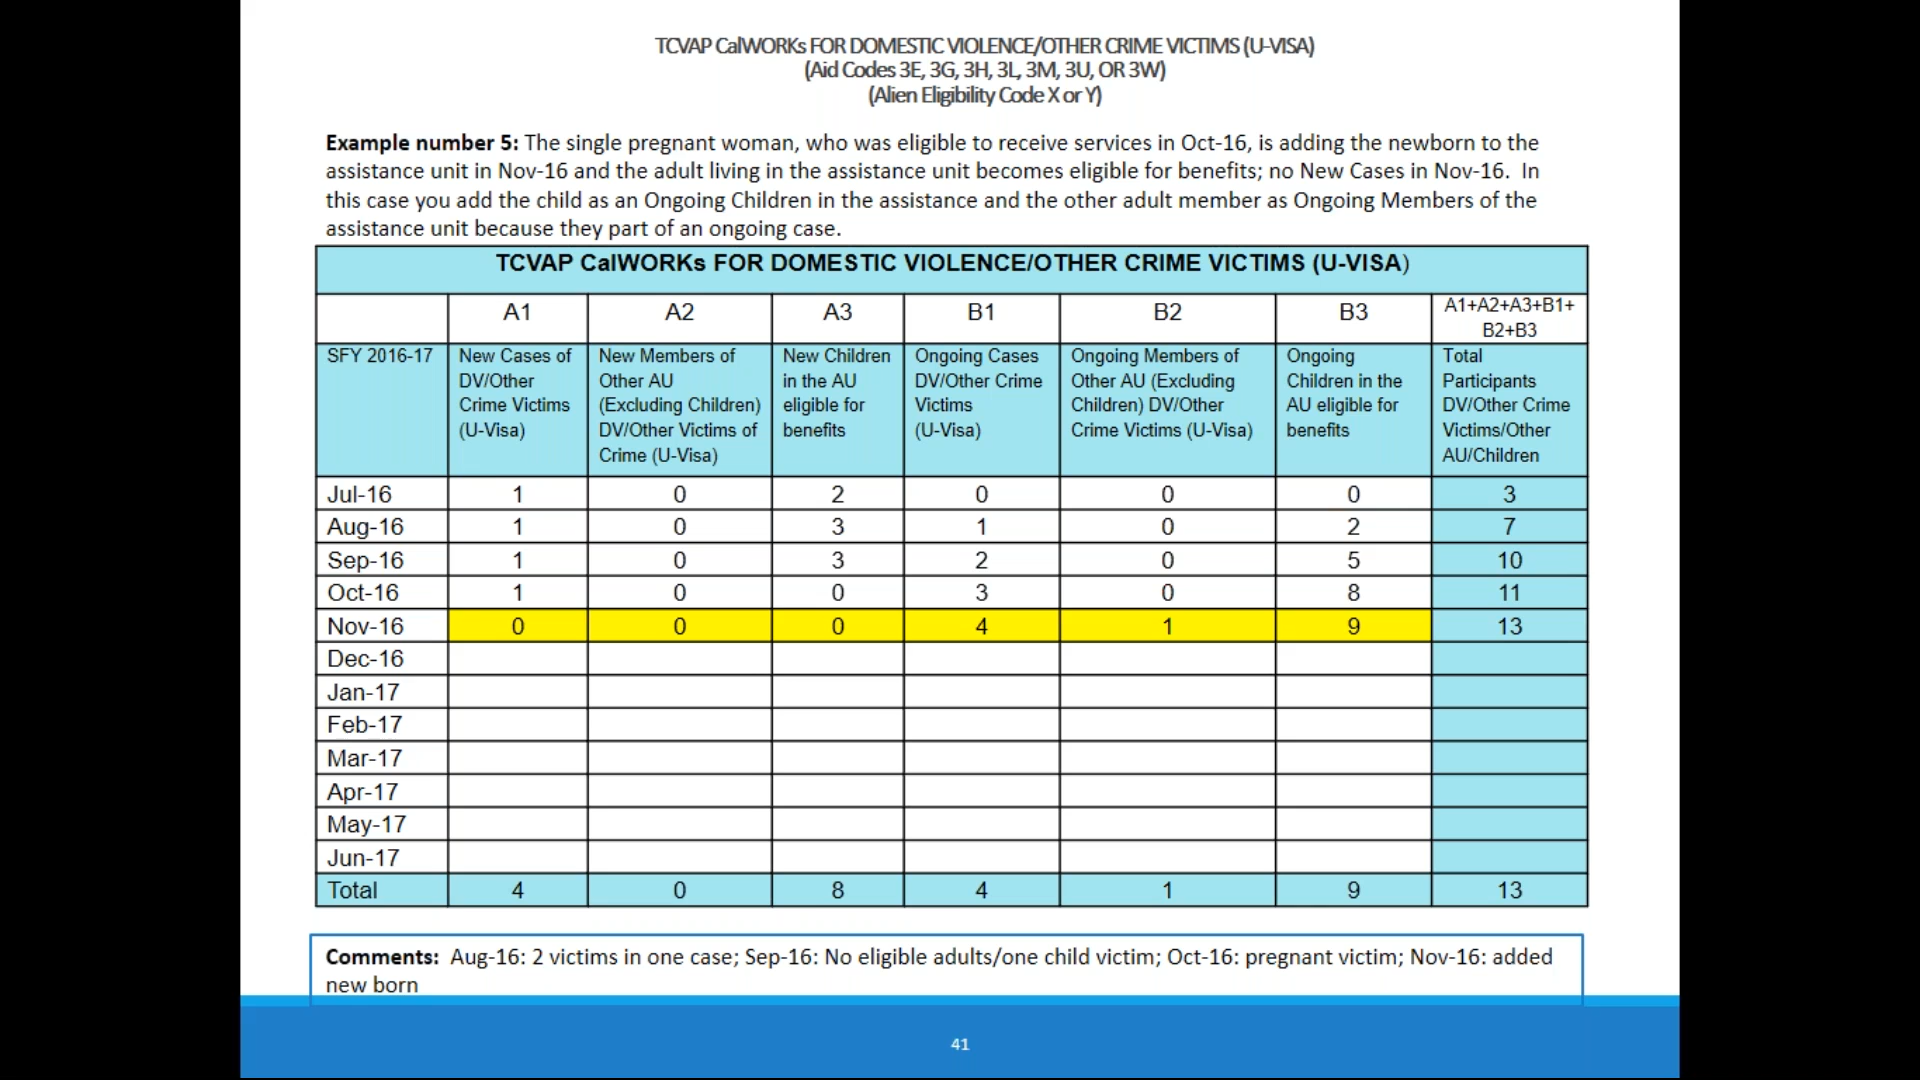 TCVAP CalWORKs FOR DOMESTIC VIOLENCE/OTHER CRIME VICTIMS (U-VISA)
(Aid Codes 3E, 3G, 3H, 3L, 3M, 3U, OR 3W)
(Alien Eligibility Code X or Y)
Example number 5: The single pregnant woman, who was eligible to receive services in Oct-16, is adding the newborn to the
assistance unit in Nov-16 and the adult living in the assistance unit becomes eligible for benefits; no New Cases in Nov-16. In
this case you add the child as an Ongoing Children in the assistance and the other adult member as Ongoing Members of the
assistance unit because they part of an ongoing case.
TCVAP CalWORKs FOR DOMESTIC VIOLENCE/OTHER CRIME VICTIMS (U-VISA)
A1 A2 A3 B1 B2 B3 A1+A2+A3+B1+
B2+B3
SFY 2016-17 New Cases of New Members of New Children Ongoing Cases Ongoing Members of Ongoing Total
DV/Other Other AU in the AU DV/Other Crime Other AU (Excluding Children in the Participants
Crime Victims (Excluding Children) eligible for Victims Children) DV/Other AU eligible for DV/Other Crime
(U-Visa) DV/Other Victims of benefits (U-Visa) Crime Victims (U-Visa) benefits Victims/Other
Crime (U-Visa) AU/Children
Jul-16 1 0 2 0 0 0 3
Aug-16 1 0 3 1 0 2 7
Sep-16 1 0 3 2 0 5 10
Oct-16 1 0 0 3 0 8 11
Nov-16 0 0 0 4 1 9 13
Dec-16
Jan-17
Feb-17
Mar-17
Apr-17
May-17
Jun-17
Total 4 0 8 4 1 9 13
Comments: Aug-16: 2 victims in one case; Sep-16: No eligible adults/one child victim; Oct-16: pregnant victim; Nov-16: added
new born
41